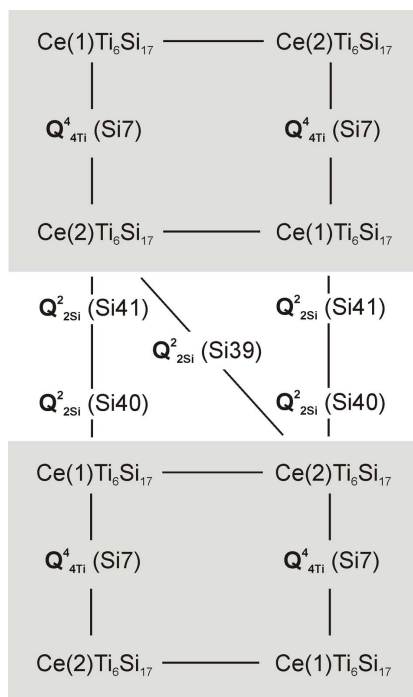 Ce(1)Ti₆Si₁₇ Ce(2)Ti₆Si₁₇
Q⁴₄Ti (Si7) Q⁴₄Ti (Si7)
Ce(2)Ti₆Si₁₇ Ce(1)Ti₆Si₁₇
Q²₂Si (Si41) Q²₂Si (Si41)
Q²₂Si (Si39)
Q²₂Si (Si40) Q²₂Si (Si40)
Ce(1)Ti₆Si₁₇ Ce(2)Ti₆Si₁₇
Q⁴₄Ti (Si7) Q⁴₄Ti (Si7)
Ce(2)Ti₆Si₁₇ Ce(1)Ti₆Si₁₇